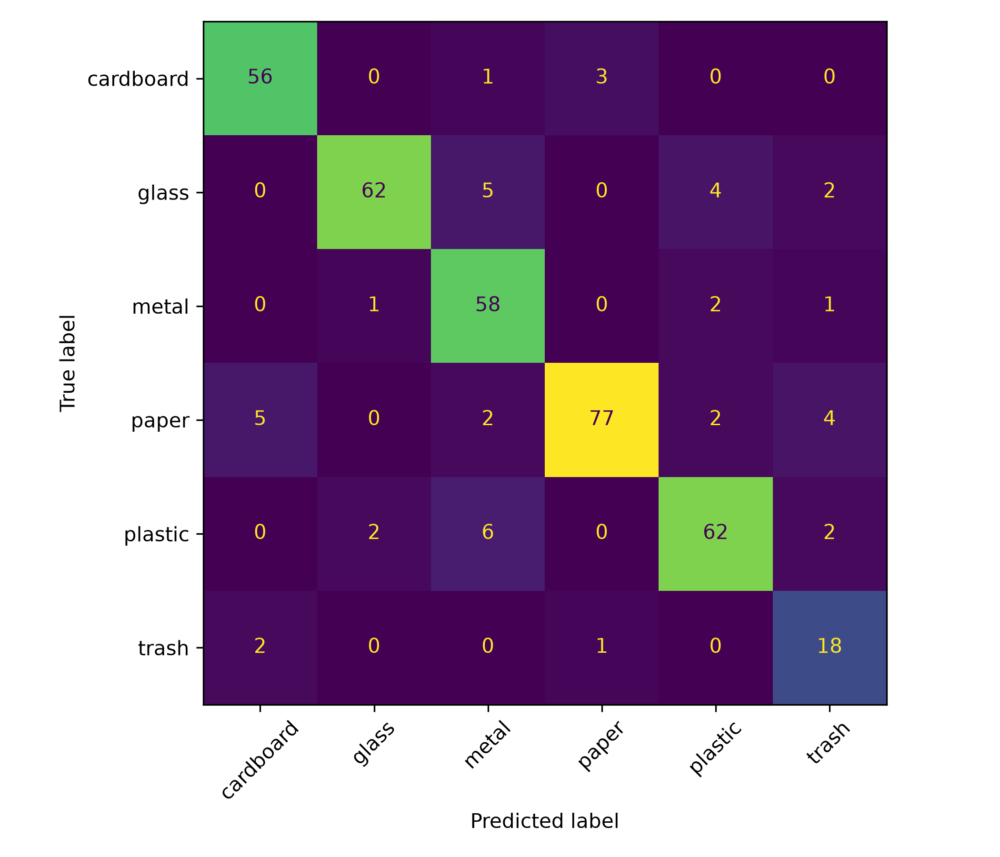 cardboard 56 0 1 3 0 0
glass 0 62 5 0 4 2
metal 0 1 58 0 2 1
paper 5 0 2 77 2 4
plastic 0 2 6 0 62 2
trash 2 0 0 1 0 18
True label
cardboard glass metal paper plastic trash
Predicted label